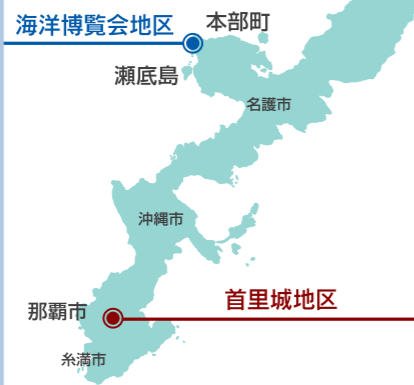 海洋博覧会地区
本部町
瀬底島
名護市
沖縄市
首里城地区
那覇市
糸満市